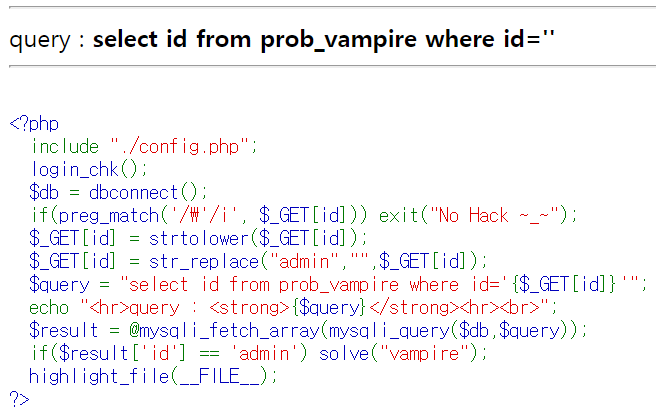 query : select id from prob_vampire where id=''
<?php
  include "./config.php";
  login_chk();
  $db = dbconnect();
  if(preg_match('/₩'/i', $_GET[id])) exit("No Hack ~_~");
  $_GET[id] = strtolower($_GET[id]);
  $_GET[id] = str_replace("admin","",$_GET[id]);
  $query = "select id from prob_vampire where id='{$_GET[id]}'";
  echo "<hr>query : <strong>{$query}</strong><hr><br>";
  $result = @mysqli_fetch_array(mysqli_query($db,$query));
  if($result['id'] == 'admin') solve("vampire");
  highlight_file(__FILE__);
?>